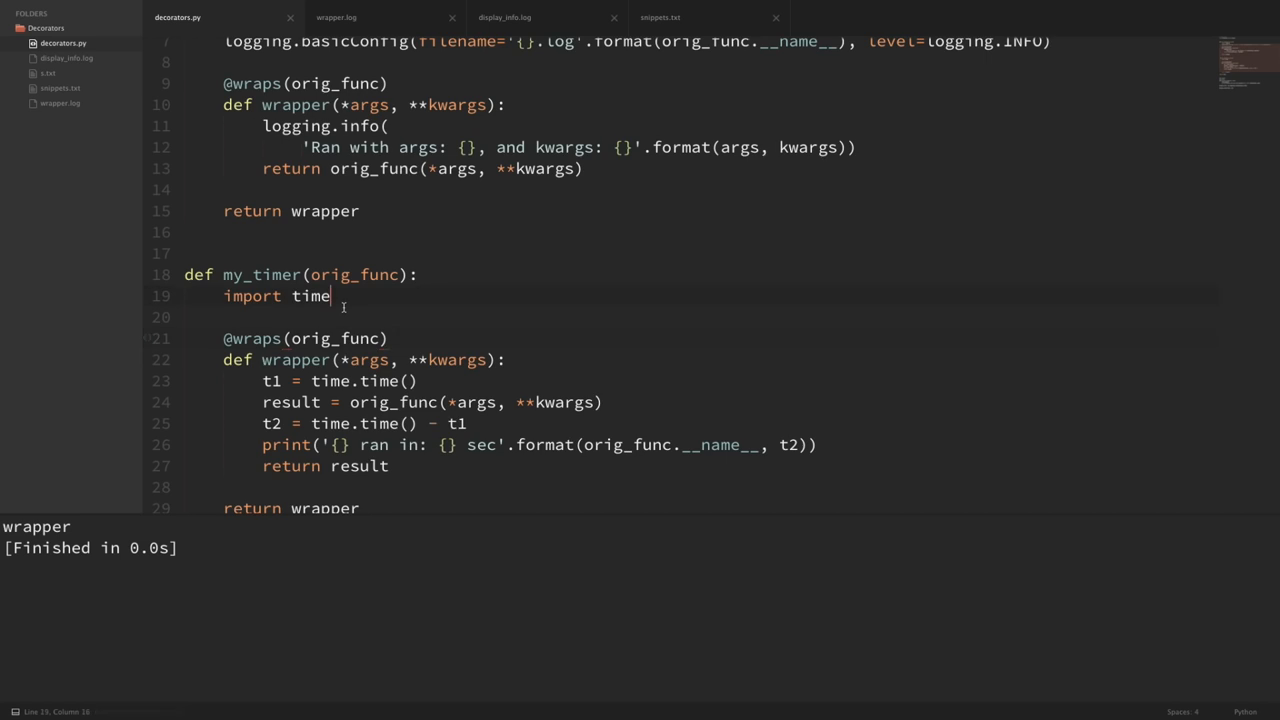 FOLDERS
Decorators
decorators.py
display_info.log
s.txt
snippets.txt
wrapper.log
decorators.py
wrapper.log
display_info.log
snippets.txt
7 logging.basicConfig(filename='{}.log'.format(orig_func.__name__), level=logging.INFO)
8
9 @wraps(orig_func)
10 def wrapper(*args, **kwargs):
11 logging.info(
12 'Ran with args: {}, and kwargs: {}'.format(args, kwargs))
13 return orig_func(*args, **kwargs)
14
15 return wrapper
16
17
18 def my_timer(orig_func):
19 import time
20
21 @wraps(orig_func)
22 def wrapper(*args, **kwargs):
23 t1 = time.time()
24 result = orig_func(*args, **kwargs)
25 t2 = time.time() - t1
26 print('{} ran in: {} sec'.format(orig_func.__name__, t2))
27 return result
28
29 return wrapper
wrapper
[Finished in 0.0s]
Line 19, Column 16
Spaces: 4
Python